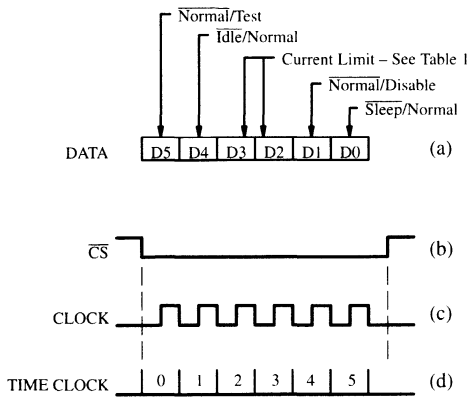 Normal/Test
Idle/Normal
Current Limit – See Table 1
Normal/Disable
Sleep/Normal
DATA D5 D4 D3 D2 D1 D0 (a)
CS (b)
CLOCK (c)
TIME CLOCK 0 1 2 3 4 5 (d)